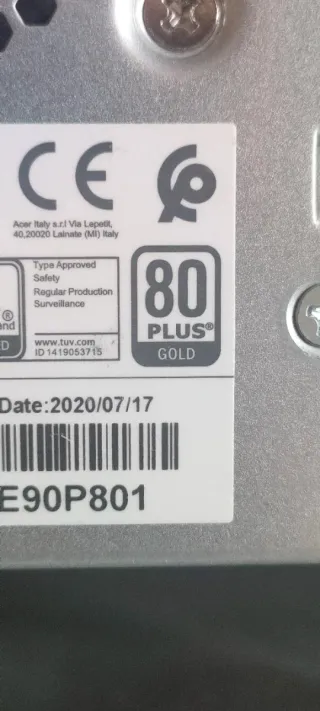 CE
Acer Italy s.r.l Via Lepetit,
40,20020 Lainate (MI) Italy
Type Approved
Safety
Regular Production
Surveillance
www.tuv.com
ID 1419053715
®
and
D
80
PLUS®
GOLD
Date:2020/07/17
E90P801